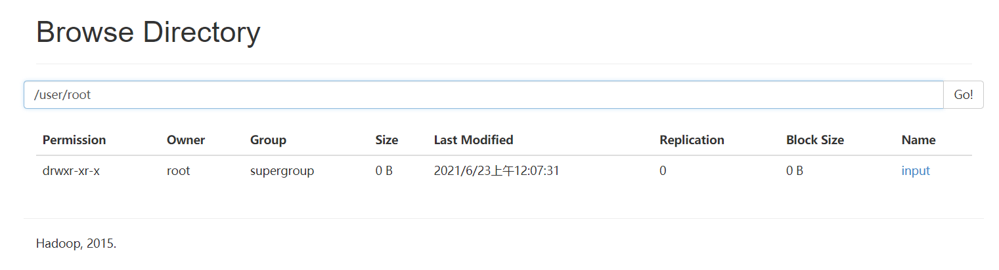 Browse Directory
/user/root Go!
Permission Owner Group Size Last Modified Replication Block Size Name
drwxr-xr-x root supergroup 0 B 2021/6/23上午12:07:31 0 0 B input
Hadoop, 2015.